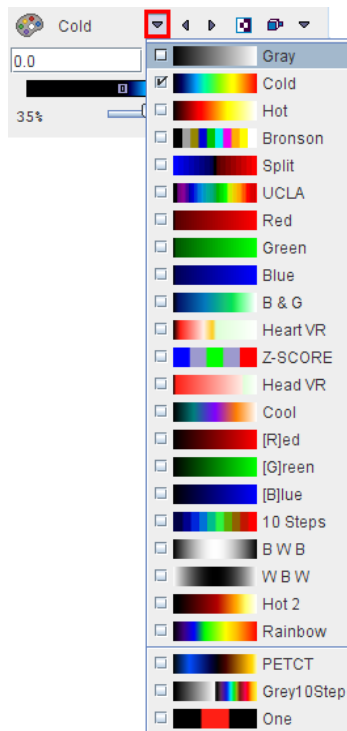 Cold
0.0
35%
Gray
Cold
Hot
Bronson
Split
UCLA
Red
Green
Blue
B & G
Heart VR
Z-SCORE
Head VR
Cool
[R]ed
[G]reen
[B]lue
10 Steps
B W B
W B W
Hot 2
Rainbow
PETCT
Grey10Step
One